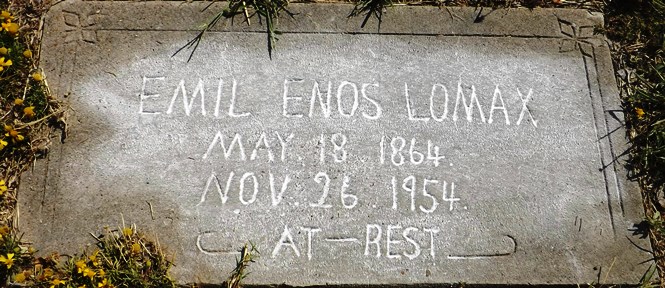 EMIL ENOS LOMAX
MAY. 18. 1864.
NOV. 26. 1954.
AT—REST